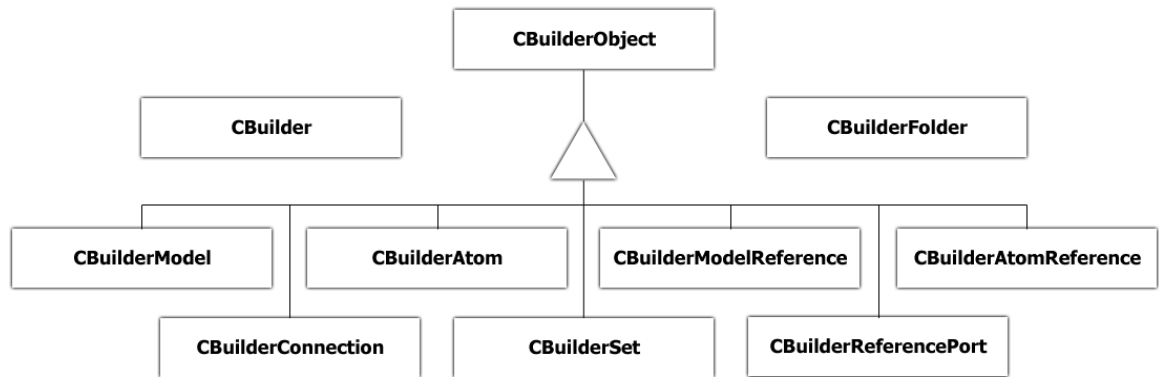 CBuilderObject
CBuilder
CBuilderFolder
CBuilderModel
CBuilderAtom
CBuilderModelReference
CBuilderAtomReference
CBuilderConnection
CBuilderSet
CBuilderReferencePort